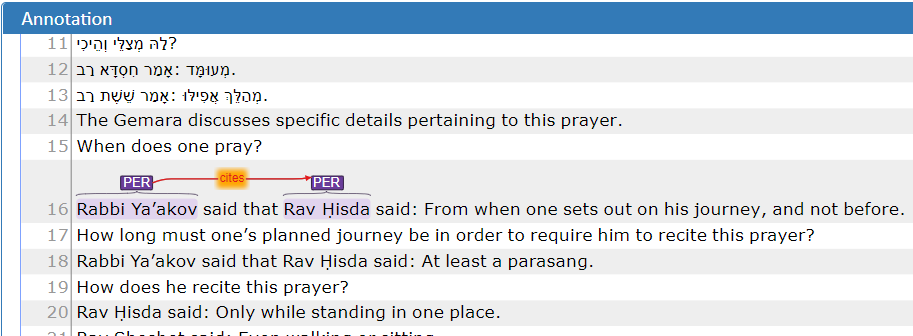 Annotation
11 לָהּ מְצַלֵּי וְהֵיכִי?
12 מְעוּמָּד: אָמַר חִסְדָּא רַב.
13 מְהַלֵּךְ אֲפִילּוּ: אָמַר שֵׁשֶׁת רַב.
14 The Gemara discusses specific details pertaining to this prayer.
15 When does one pray?
PER cites PER
16 Rabbi Ya’akov said that Rav Ḥisda said: From when one sets out on his journey, and not before.
17 How long must one’s planned journey be in order to require him to recite this prayer?
18 Rabbi Ya’akov said that Rav Ḥisda said: At least a parasang.
19 How does he recite this prayer?
20 Rav Ḥisda said: Only while standing in one place.